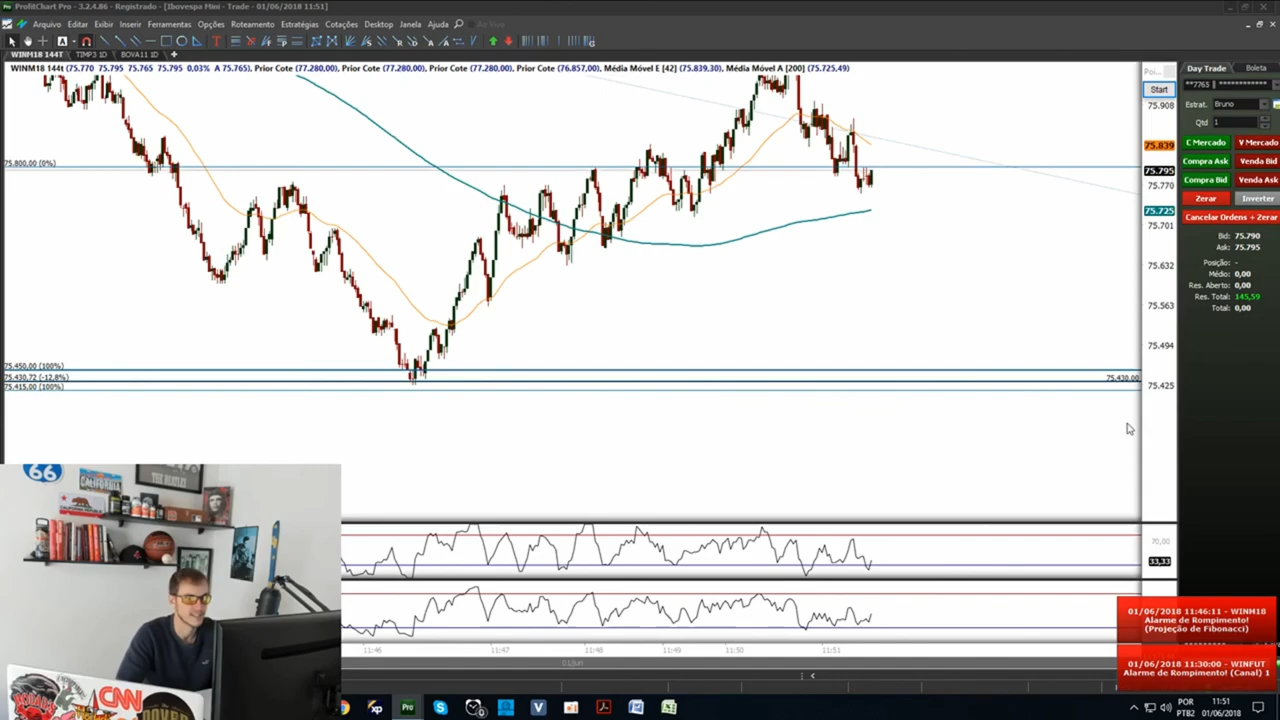 ProfitChart Pro - 3.2.4.86 - Registrado - [Ibovespa Mini - Trade - 01/06/2018 11:51]
Arquivo Editar Exibir Inserir Ferramentas Opções Roteamento Estratégias Cotações Desktop Janela Ajuda
WINM18 144T TIMP3 1D BOVA11 1D
WINM18 144t (75.770 75.795 75.765 75.795 0,03% A 75.765), Prior Cote (77.280,00), Prior Cote (77.280,00), Prior Cote (77.280,00), Prior Cote (76.857,00), Média Móvel E [42] (75.839,30), Média Móvel A [200] (75.725,49)
Start
75.908
75.839
75.800,00 (0%)
75.795
75.770
75.725
75.701
75.632
75.563
75.494
75.450,00 (100%)
75.430,72 (-12,8%)
75.430,00
75.425
75.415,00 (100%)
Day Trade Boleta
**7765
Estrat. Bruno
Qtd 1
C Mercado V Mercado
Compra Ask Venda Bid
Compra Bid Venda Ask
Zerar Inverter
Cancelar Ordens + Zerar
Bid: 75.790
Ask: 75.795
Posição: -
Médio: 0,00
Res. Aberto: 0,00
Res. Total: 145,59
Total: 0,00
70,00
33,33
11:46 11:47 11:48 11:49 11:50 11:51
01/jun
01/06/2018 11:46:11 - WINM18
Alarme de Rompimento!
(Projeção de Fibonacci)
01/06/2018 11:30:00 - WINFUT
Alarme de Rompimento! (Canal) 1
66
CALIFORNIA
THE BEATLES
CNN
xp
Pro
POR
PTB2
11:51
01/06/2018